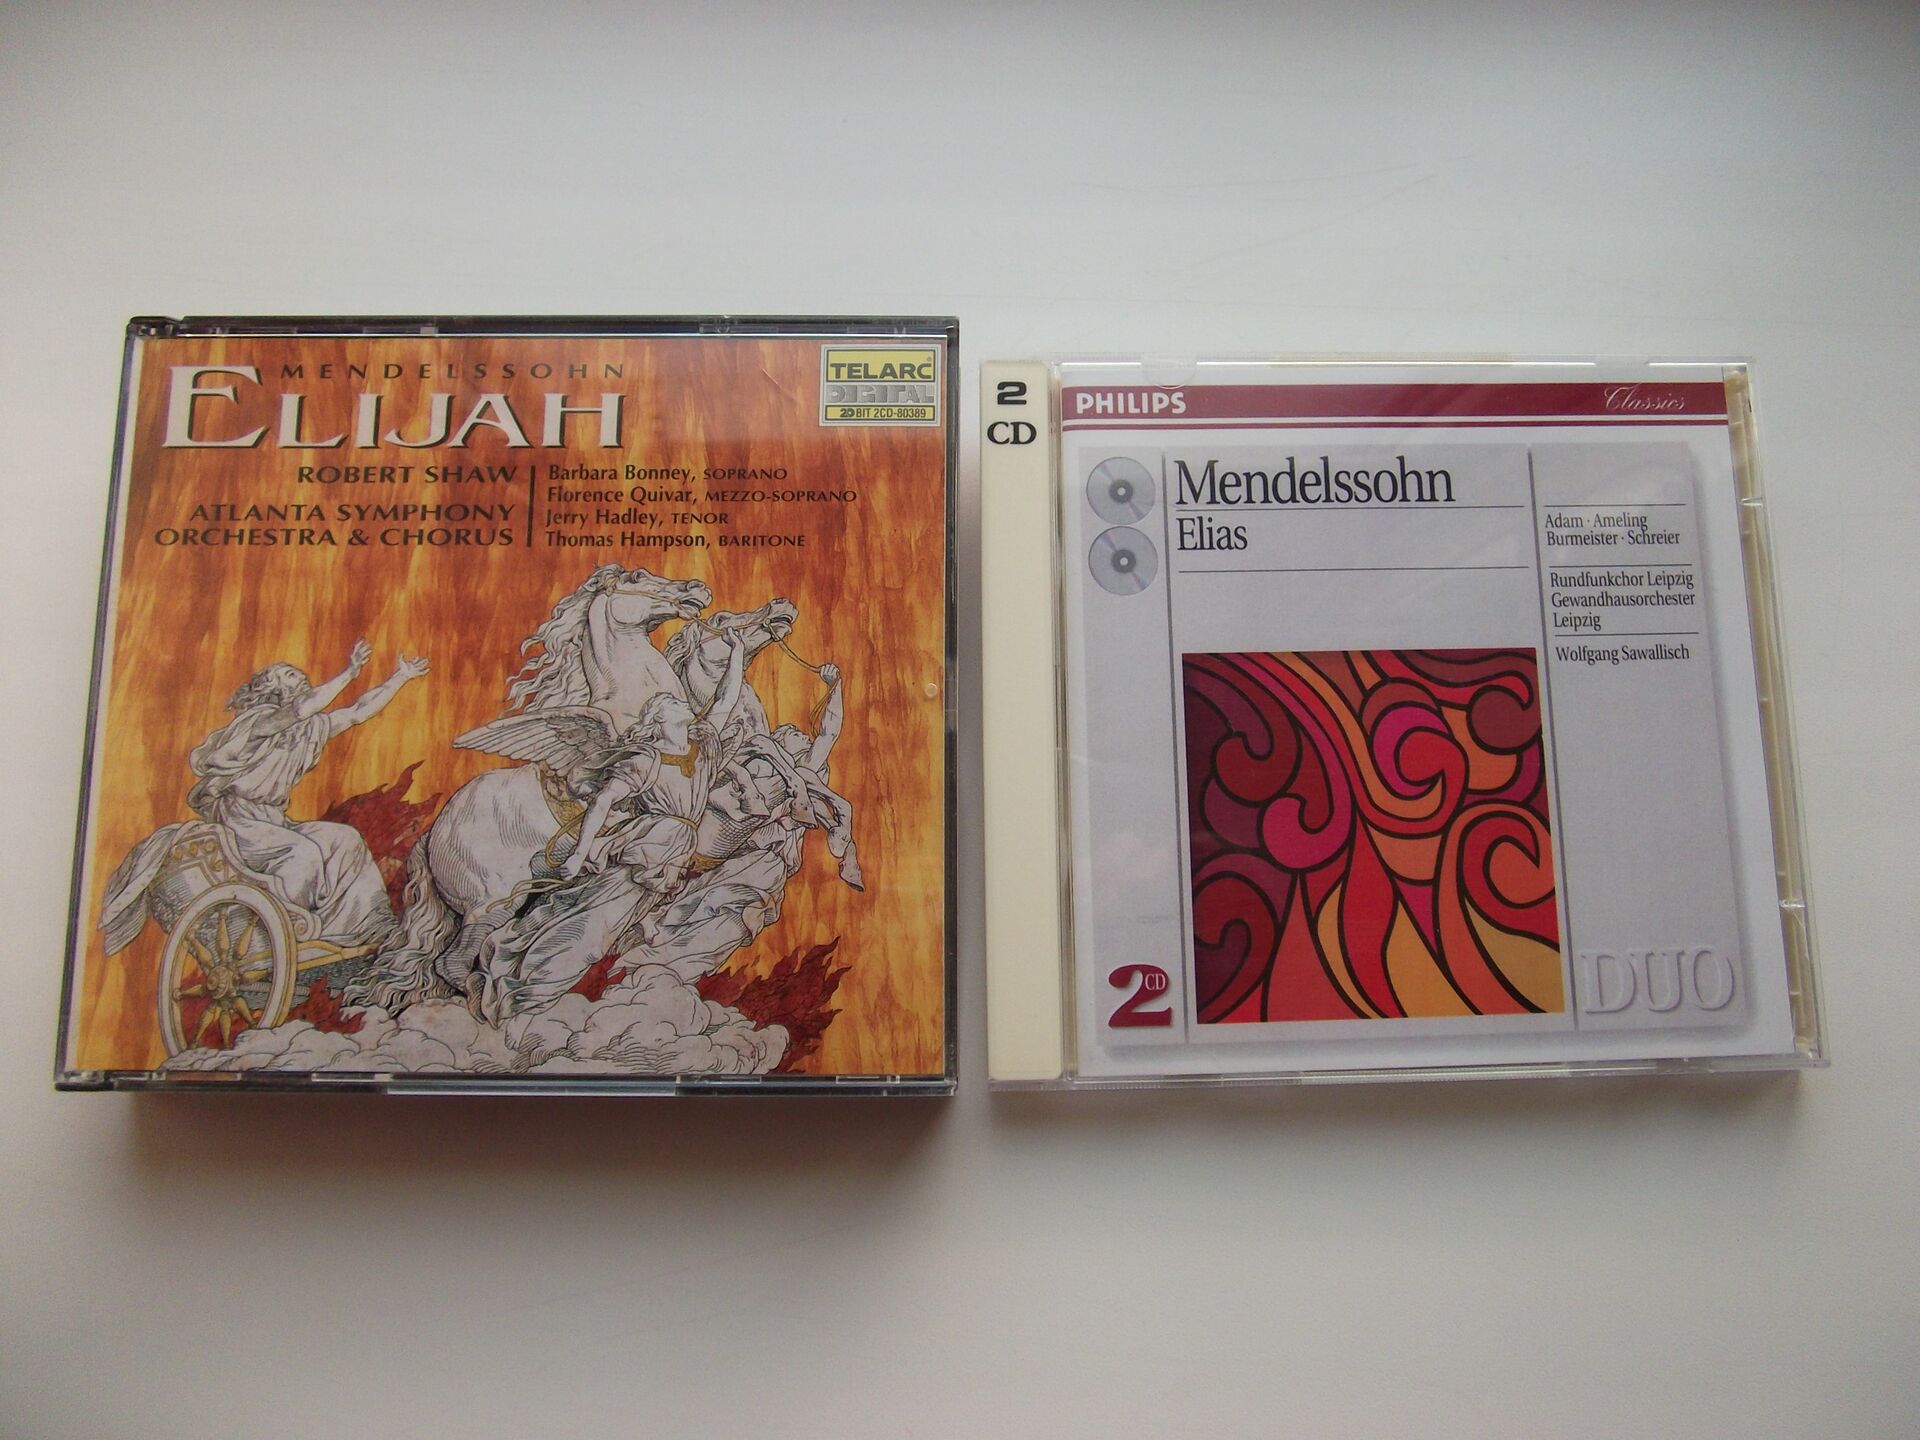 MENDELSSOHN
ELIJAH
TELARC
DIGITAL
20 BIT 2CD-80389
ROBERT SHAW
ATLANTA SYMPHONY
ORCHESTRA & CHORUS
Barbara Bonney, SOPRANO
Florence Quivar, MEZZO-SOPRANO
Jerry Hadley, TENOR
Thomas Hampson, BARITONE
2
CD
PHILIPS
Classics
Mendelssohn
Elias
Adam · Ameling
Burmeister · Schreier
Rundfunkchor Leipzig
Gewandhausorchester
Leipzig
Wolfgang Sawallisch
2 CD
DUO